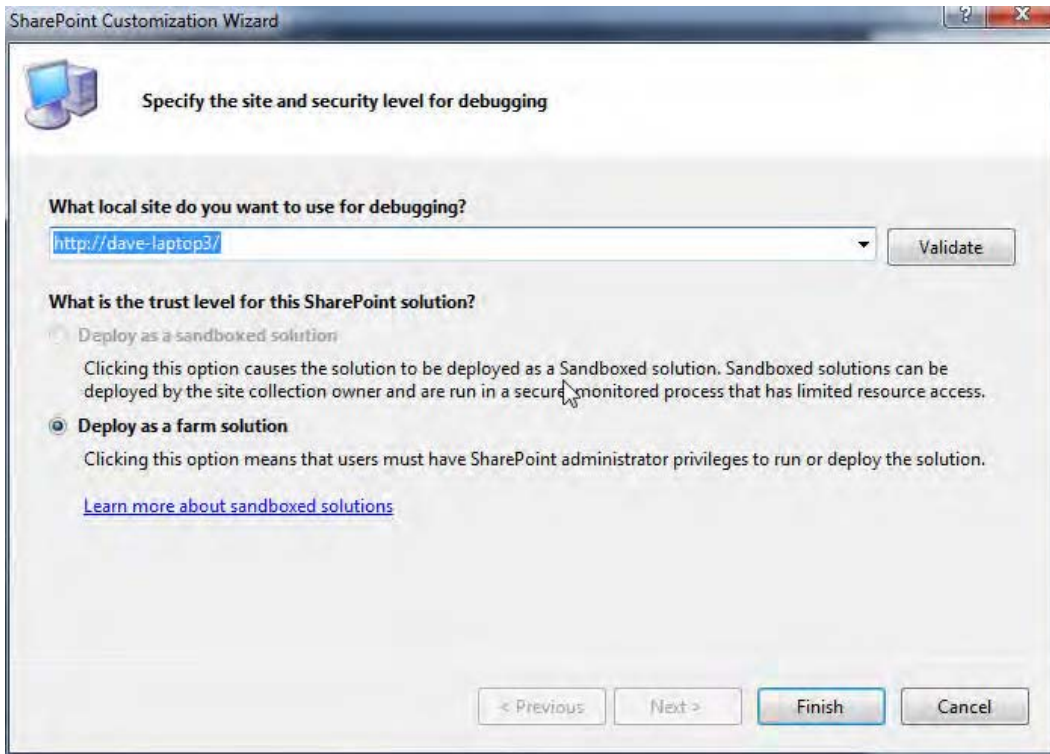 SharePoint Customization Wizard
Specify the site and security level for debugging
What local site do you want to use for debugging?
http://dave-laptop3/
Validate
What is the trust level for this SharePoint solution?
Deploy as a sandboxed solution
Clicking this option causes the solution to be deployed as a Sandboxed solution. Sandboxed solutions can be
deployed by the site collection owner and are run in a secure monitored process that has limited resource access.
Deploy as a farm solution
Clicking this option means that users must have SharePoint administrator privileges to run or deploy the solution.
Learn more about sandboxed solutions
< Previous
Next >
Finish
Cancel